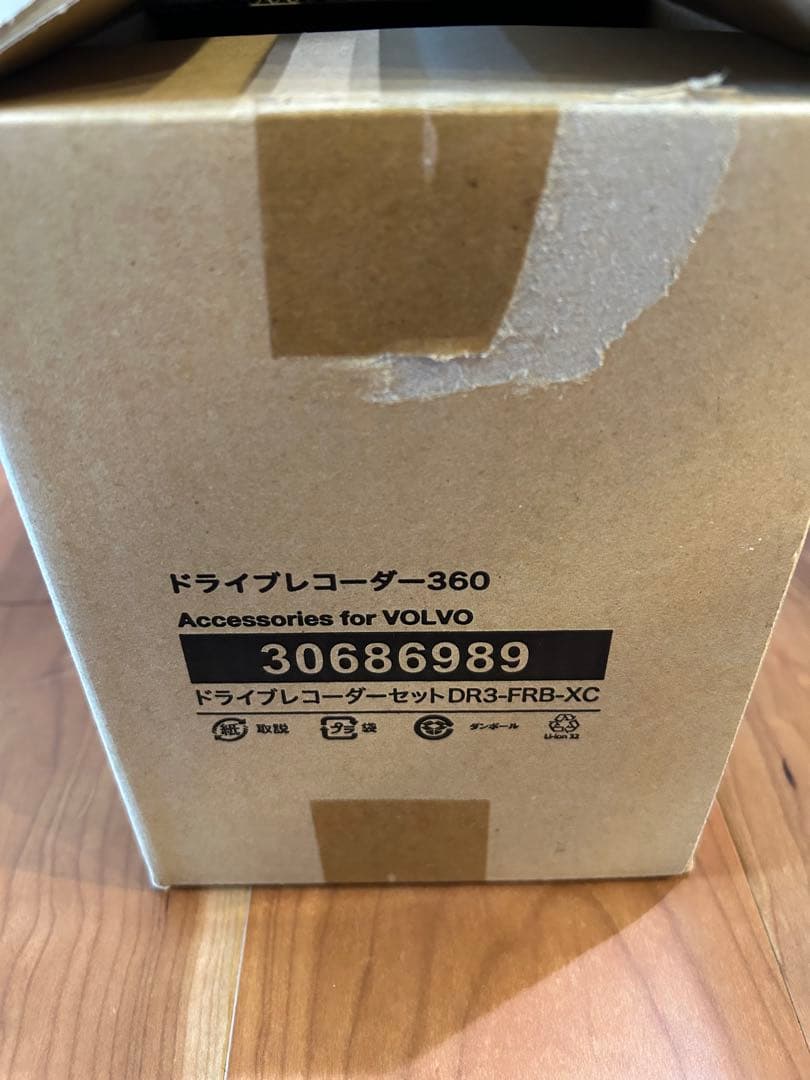 ドライブレコーダー360
Accessories for VOLVO
30686989
ドライブレコーダーセットDR3-FRB-XC
紙 取説 プラ 袋 ダンボール
Li-ion 32